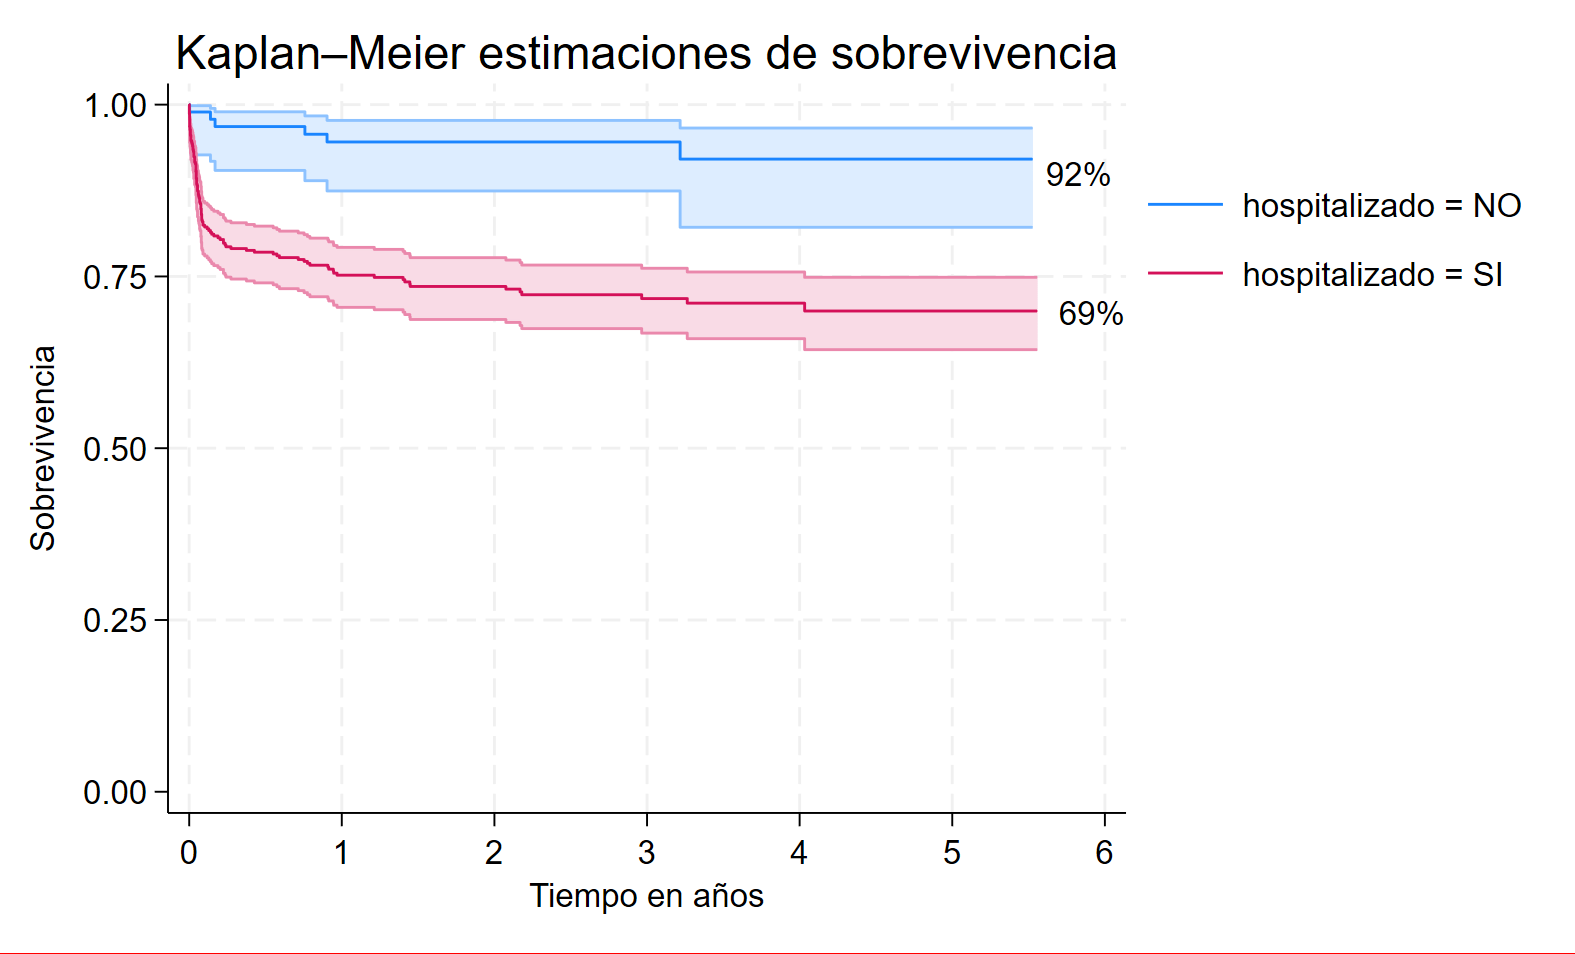 Kaplan–Meier estimaciones de sobrevivencia
1.00
0.75
0.50
0.25
0.00
Sobrevivencia
0 1 2 3 4 5 6
Tiempo en años
92%
69%
hospitalizado = NO
hospitalizado = SI